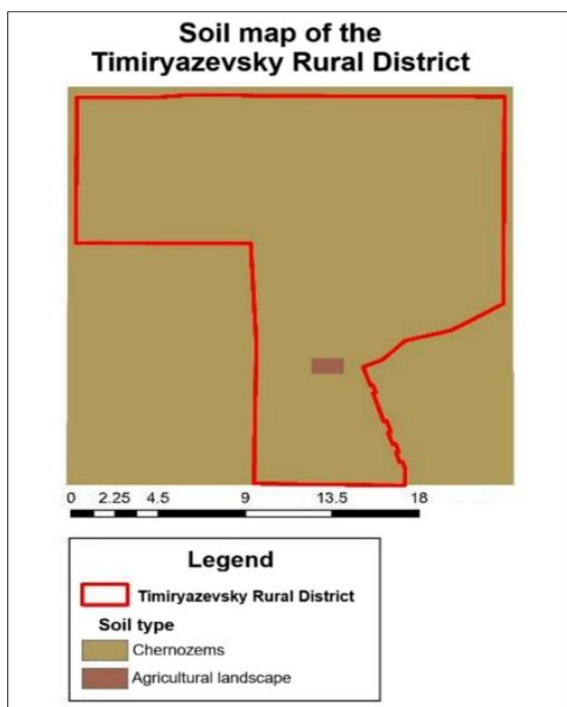 Soil map of the
Timiryazevsky Rural District
0 2.25 4.5 9 13.5 18
Legend
Timiryazevsky Rural District
Soil type
Chernozems
Agricultural landscape